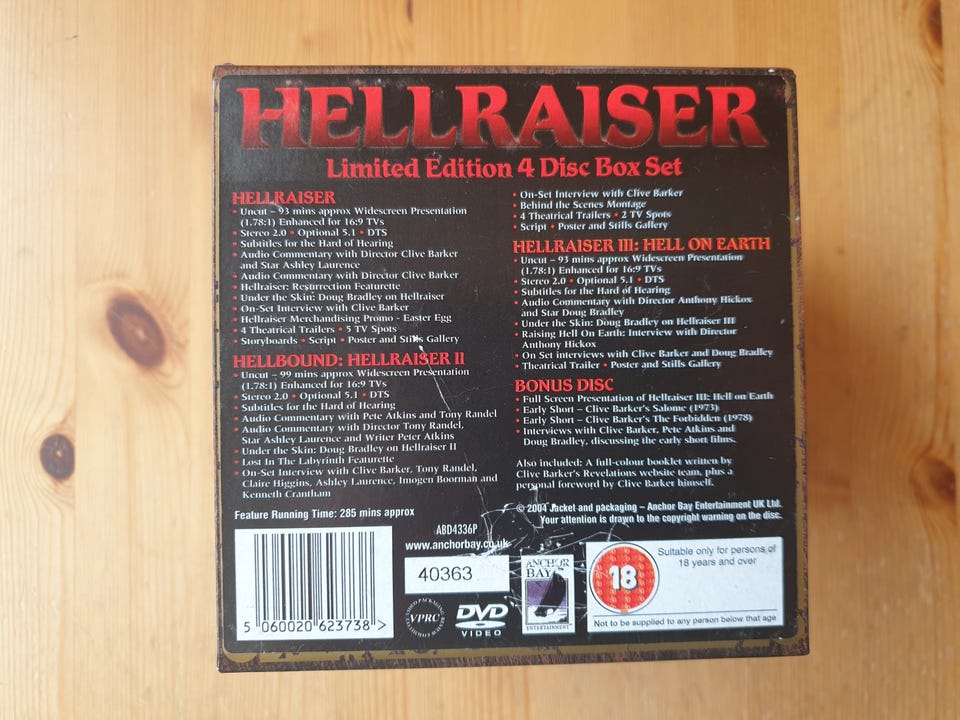 HELLRAISER
Limited Edition 4 Disc Box Set
HELLRAISER
• Uncut – 93 mins approx Widescreen Presentation
(1.78:1) Enhanced for 16:9 TVs
• Stereo 2.0 • Optional 5.1 • DTS
• Subtitles for the Hard of Hearing
• Audio Commentary with Director Clive Barker
and Star Ashley Laurence
• Audio Commentary with Director Clive Barker
• Hellraiser: Resurrection Featurette
• Under the Skin: Doug Bradley on Hellraiser
• On-Set Interview with Clive Barker
• Hellraiser Merchandising Promo - Easter Egg
• 4 Theatrical Trailers • 5 TV Spots
• Storyboards • Script • Poster and Stills Gallery
HELLBOUND: HELLRAISER II
• Uncut – 99 mins approx Widescreen Presentation
(1.78:1) Enhanced for 16:9 TVs
• Stereo 2.0 • Optional 5.1 • DTS
• Subtitles for the Hard of Hearing
• Audio Commentary with Pete Atkins and Tony Randel
• Audio Commentary with Director Tony Randel,
Star Ashley Laurence and Writer Peter Atkins
• Under the Skin: Doug Bradley on Hellraiser II
• Lost In The Labyrinth Featurette
• On-Set Interview with Clive Barker, Tony Randel,
Claire Higgins, Ashley Laurence, Imogen Boorman and
Kenneth Crantham
• On-Set Interview with Clive Barker
• Behind the Scenes Montage
• 4 Theatrical Trailers • 2 TV Spots
• Script • Poster and Stills Gallery
HELLRAISER III: HELL ON EARTH
• Uncut – 93 mins approx Widescreen Presentation
(1.78:1) Enhanced for 16:9 TVs
• Stereo 2.0 • Optional 5.1 • DTS
• Subtitles for the Hard of Hearing
• Audio Commentary with Director Anthony Hickox
and Star Doug Bradley
• Under the Skin: Doug Bradley on Hellraiser III
• Raising Hell On Earth: Interview with Director
Anthony Hickox
• On Set interviews with Clive Barker and Doug Bradley
• Theatrical Trailer • Poster and Stills Gallery
BONUS DISC
• Full Screen Presentation of Hellraiser III: Hell on Earth
• Early Short – Clive Barker's Salome (1973)
• Early Short – Clive Barker's The Forbidden (1978)
• Interviews with Clive Barker, Pete Atkins and
Doug Bradley, discussing the early short films.
Also included: A full-colour booklet written by
Clive Barker's Revelations website team, plus a
personal foreword by Clive Barker himself.
Feature Running Time: 285 mins approx
© 2004 Jacket and packaging – Anchor Bay Entertainment UK Ltd.
Your attention is drawn to the copyright warning on the disc.
ABD4336P
www.anchorbay.co.uk
5 060020 623738 >
40363
VPRC
DVD
VIDEO
ANCHOR
BAY
ENTERTAINMENT
18
Suitable only for persons of
18 years and over
Not to be supplied to any person below that age